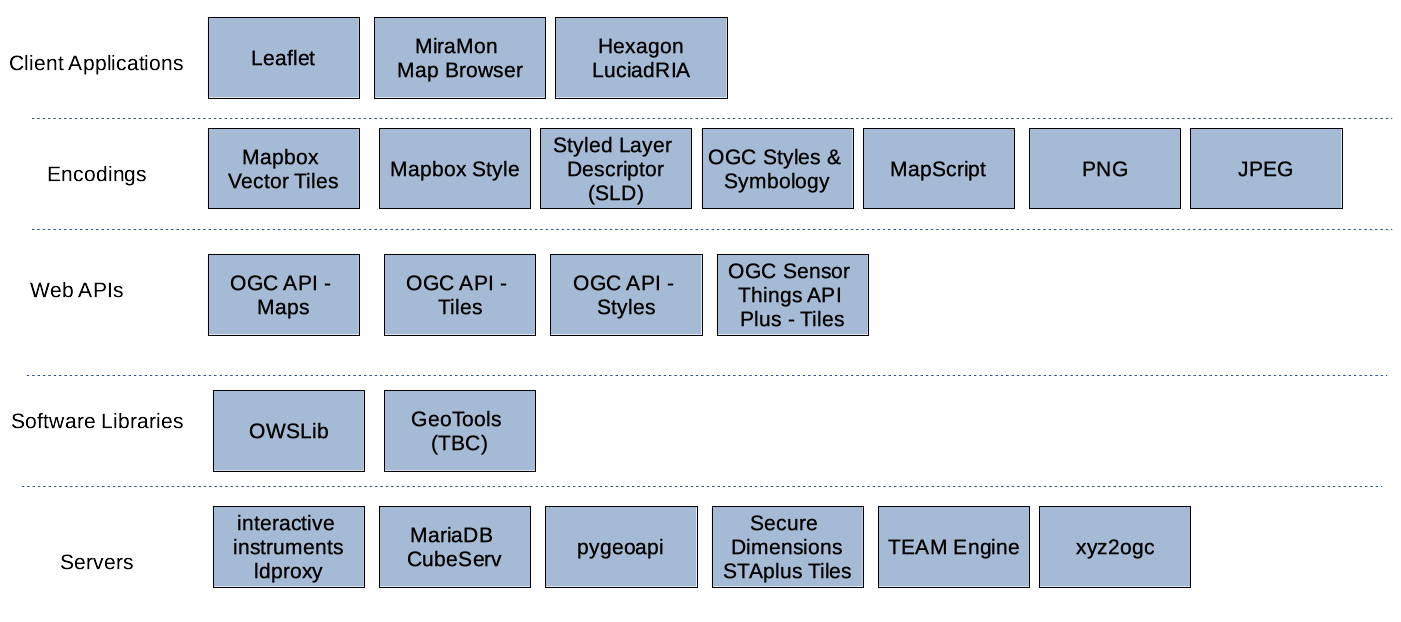 Client Applications
Leaflet
MiraMon
Map Browser
Hexagon
LuciadRIA
Encodings
Mapbox
Vector Tiles
Mapbox Style
Styled Layer
Descriptor
(SLD)
OGC Styles &
Symbology
MapScript
PNG
JPEG
Web APIs
OGC API -
Maps
OGC API -
Tiles
OGC API -
Styles
OGC Sensor
Things API
Plus - Tiles
Software Libraries
OWSLib
GeoTools
(TBC)
Servers
interactive
instruments
ldproxy
MariaDB
CubeServ
pygeoapi
Secure
Dimensions
STAplus Tiles
TEAM Engine
xyz2ogc